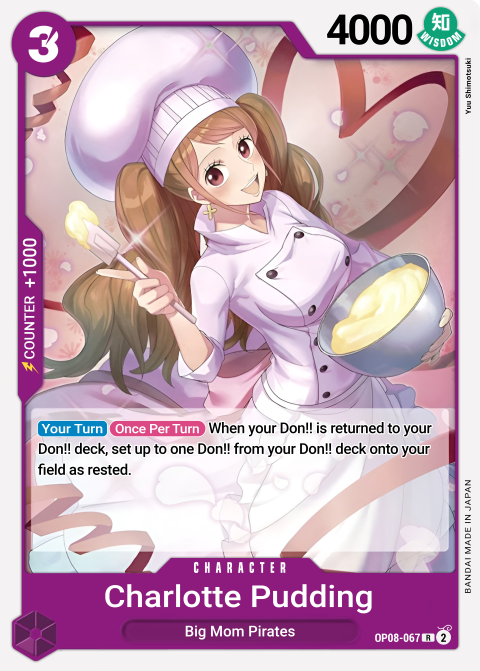 3
4000
知
WISDOM
Yuu Shimotsuki
COUNTER +1000
Your Turn Once Per Turn When your Don!! is returned to your
Don!! deck, set up to one Don!! from your Don!! deck onto your
field as rested.
BANDAI MADE IN JAPAN
CHARACTER
Charlotte Pudding
Big Mom Pirates
OP08-067 R 2